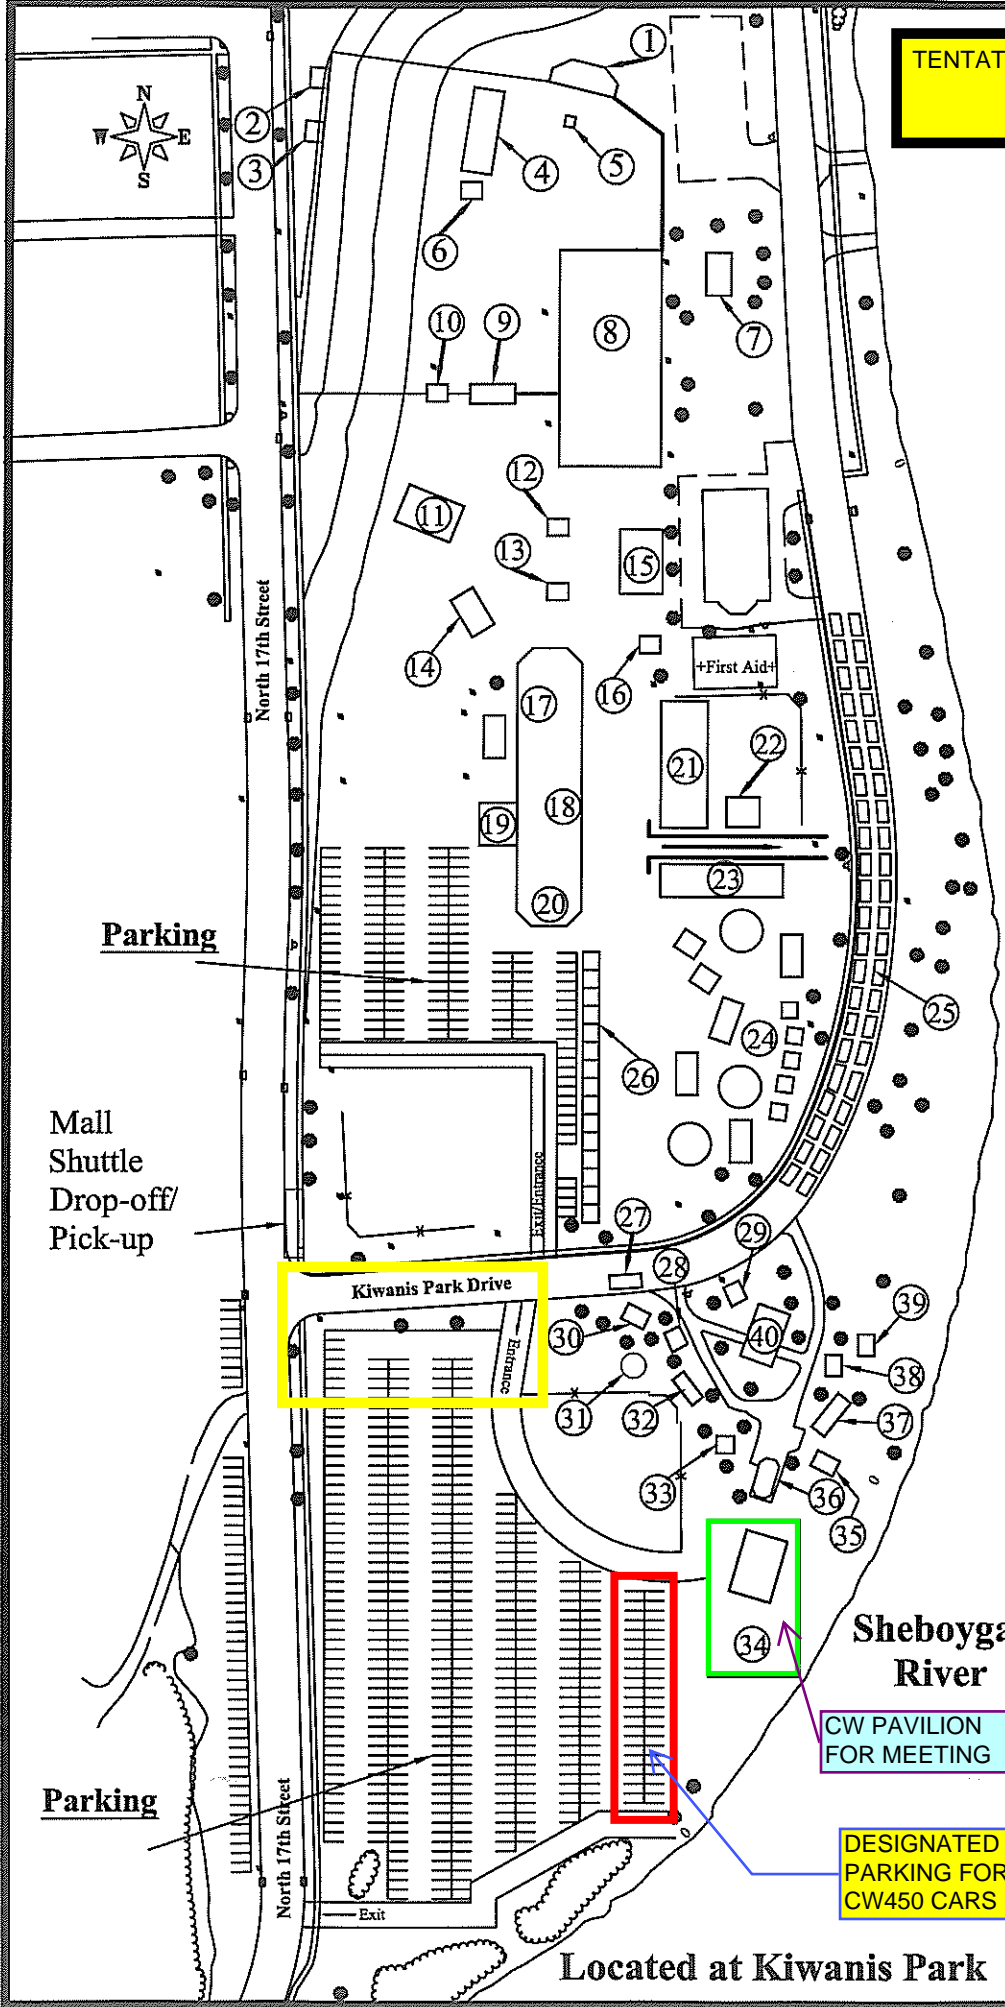 TENTAT
N
W E
S
1
2
3
4
5
6
7
8
9
10
11
12
13
14
15
16
+First Aid+
17
18
19
20
21
22
23
24
25
26
North 17th Street
Parking
Mall
Shuttle
Drop-off/
Pick-up
Exit/Entrance
27
28
29
Kiwanis Park Drive
Entrance
30
31
32
33
34
35
36
37
38
39
40
Sheboyga
River
CW PAVILION
FOR MEETING
Parking
North 17th Street
DESIGNATED
PARKING FOR
CW450 CARS
Exit
Located at Kiwanis Park